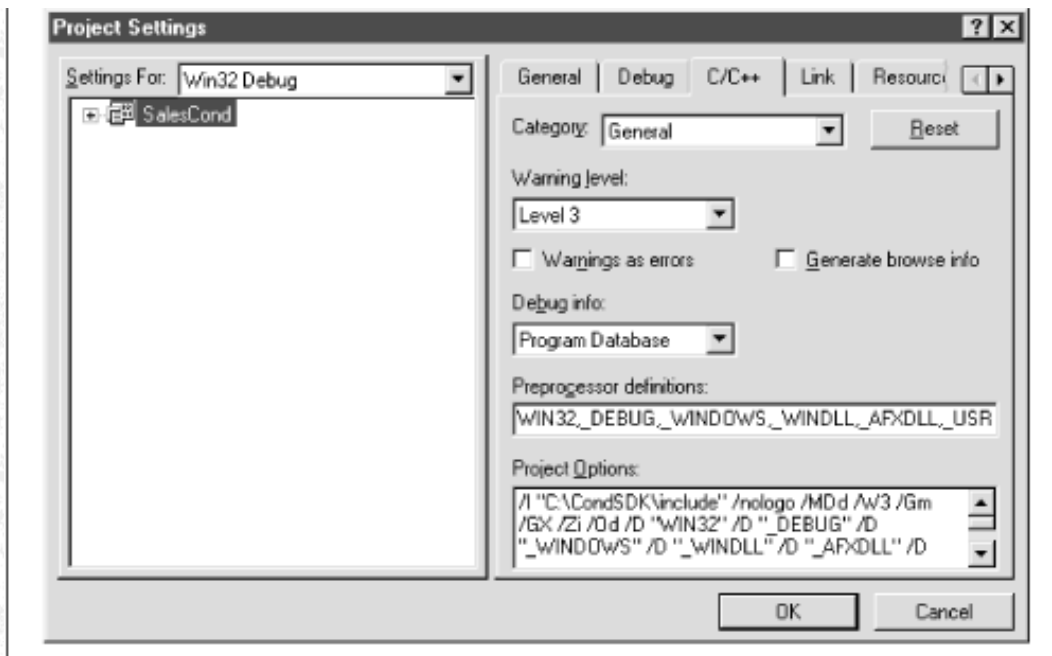 Project Settings
Settings For: Win32 Debug
SalesCond
General Debug C/C++ Link Resourc
Category: General Reset
Warning level:
Level 3
Warnings as errors Generate browse info
Debug info:
Program Database
Preprocessor definitions:
WIN32,_DEBUG,_WINDOWS,_WINDLL,_AFXDLL,_USR
Project Options:
/I "C:\CondSDK\include" /nologo /MDd /W3 /Gm
/GX /Zi /Od /D "WIN32" /D "_DEBUG" /D
"_WINDOWS" /D "_WINDLL" /D "_AFXDLL" /D
OK Cancel